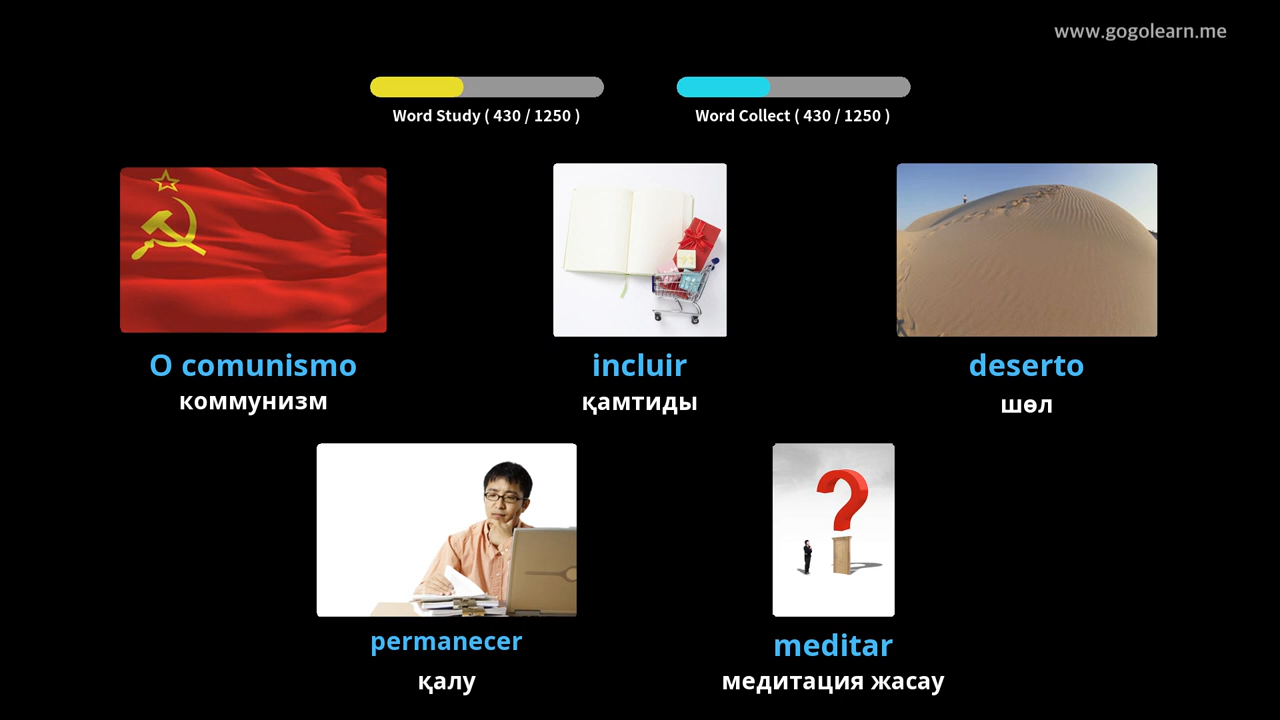 www.gogolearn.me
Word Study ( 430 / 1250 )
Word Collect ( 430 / 1250 )
O comunismo
коммунизм
incluir
қамтиды
deserto
шөл
permanecer
қалу
meditar
медитация жасау